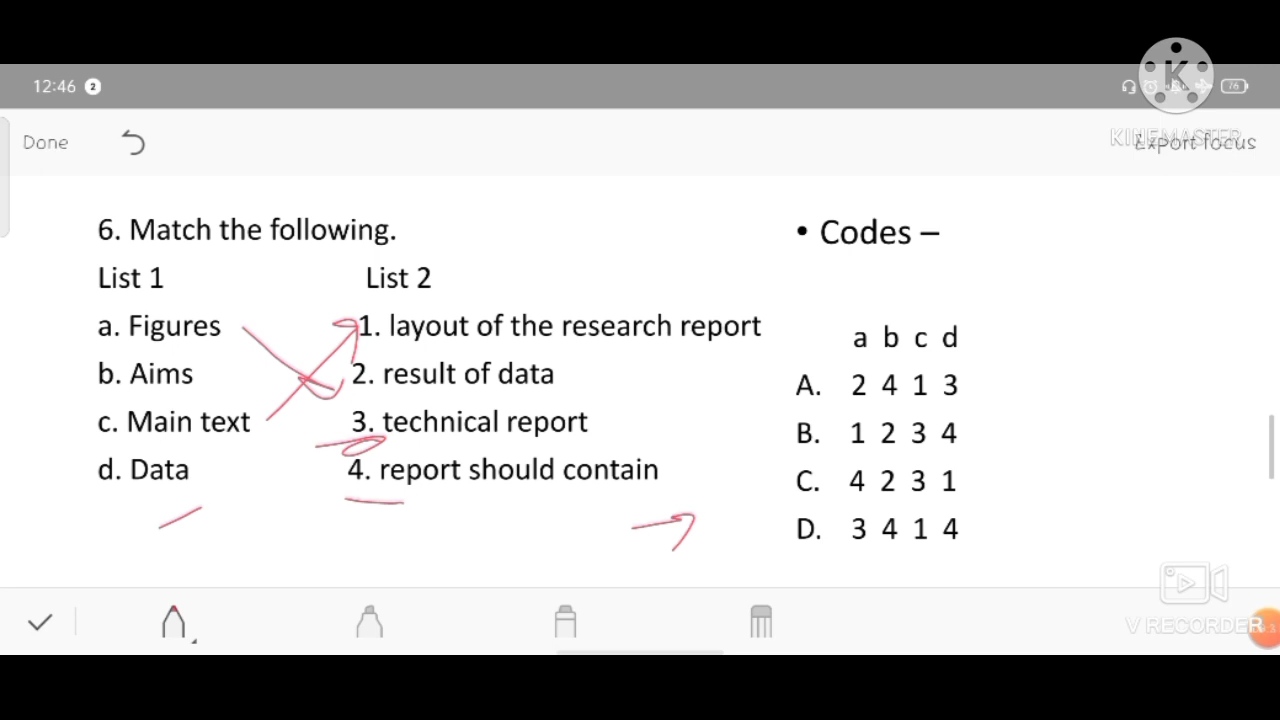 12:46 2
76
K
KINEMASTER
Done
Export focus
6. Match the following.
List 1 List 2
a. Figures 1. layout of the research report
b. Aims 2. result of data
c. Main text 3. technical report
d. Data 4. report should contain
• Codes –
a b c d
A. 2 4 1 3
B. 1 2 3 4
C. 4 2 3 1
D. 3 4 1 4
V RECORDER